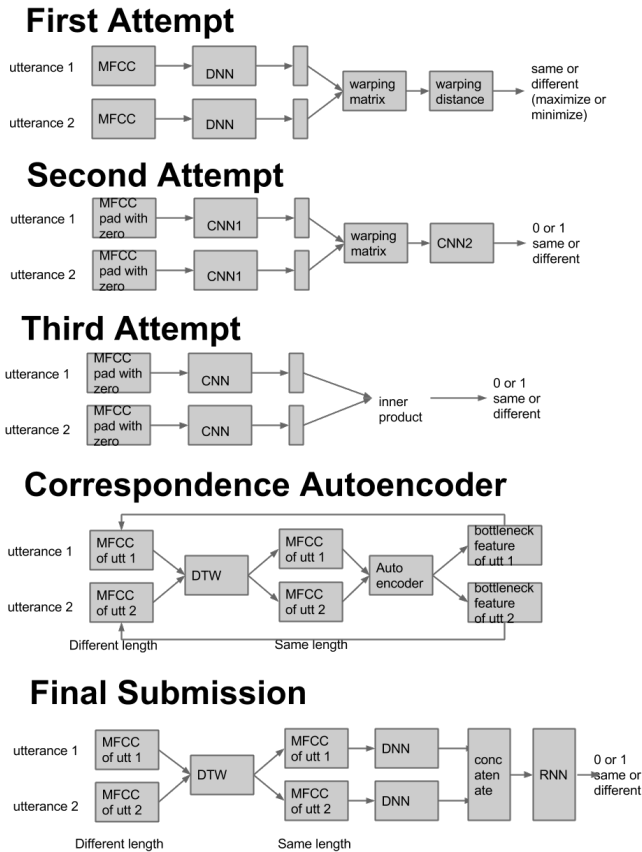 First Attempt
utterance 1
MFCC
DNN
utterance 2
MFCC
DNN
warping
matrix
warping
distance
same or
different
(maximize or
minimize)
Second Attempt
utterance 1
MFCC
pad with
zero
CNN1
utterance 2
MFCC
pad with
zero
CNN1
warping
matrix
CNN2
0 or 1
same or
different
Third Attempt
utterance 1
MFCC
pad with
zero
CNN
utterance 2
MFCC
pad with
zero
CNN
inner
product
0 or 1
same or
different
Correspondence Autoencoder
utterance 1
MFCC
of utt 1
utterance 2
MFCC
of utt 2
DTW
MFCC
of utt 1
MFCC
of utt 2
Auto
encoder
bottleneck
feature
of utt 1
bottleneck
feature
of utt 2
Different length
Same length
Final Submission
utterance 1
MFCC
of utt 1
utterance 2
MFCC
of utt 2
DTW
MFCC
of utt 1
DNN
MFCC
of utt 2
DNN
conc
aten
ate
RNN
0 or 1
same or
different
Different length
Same length